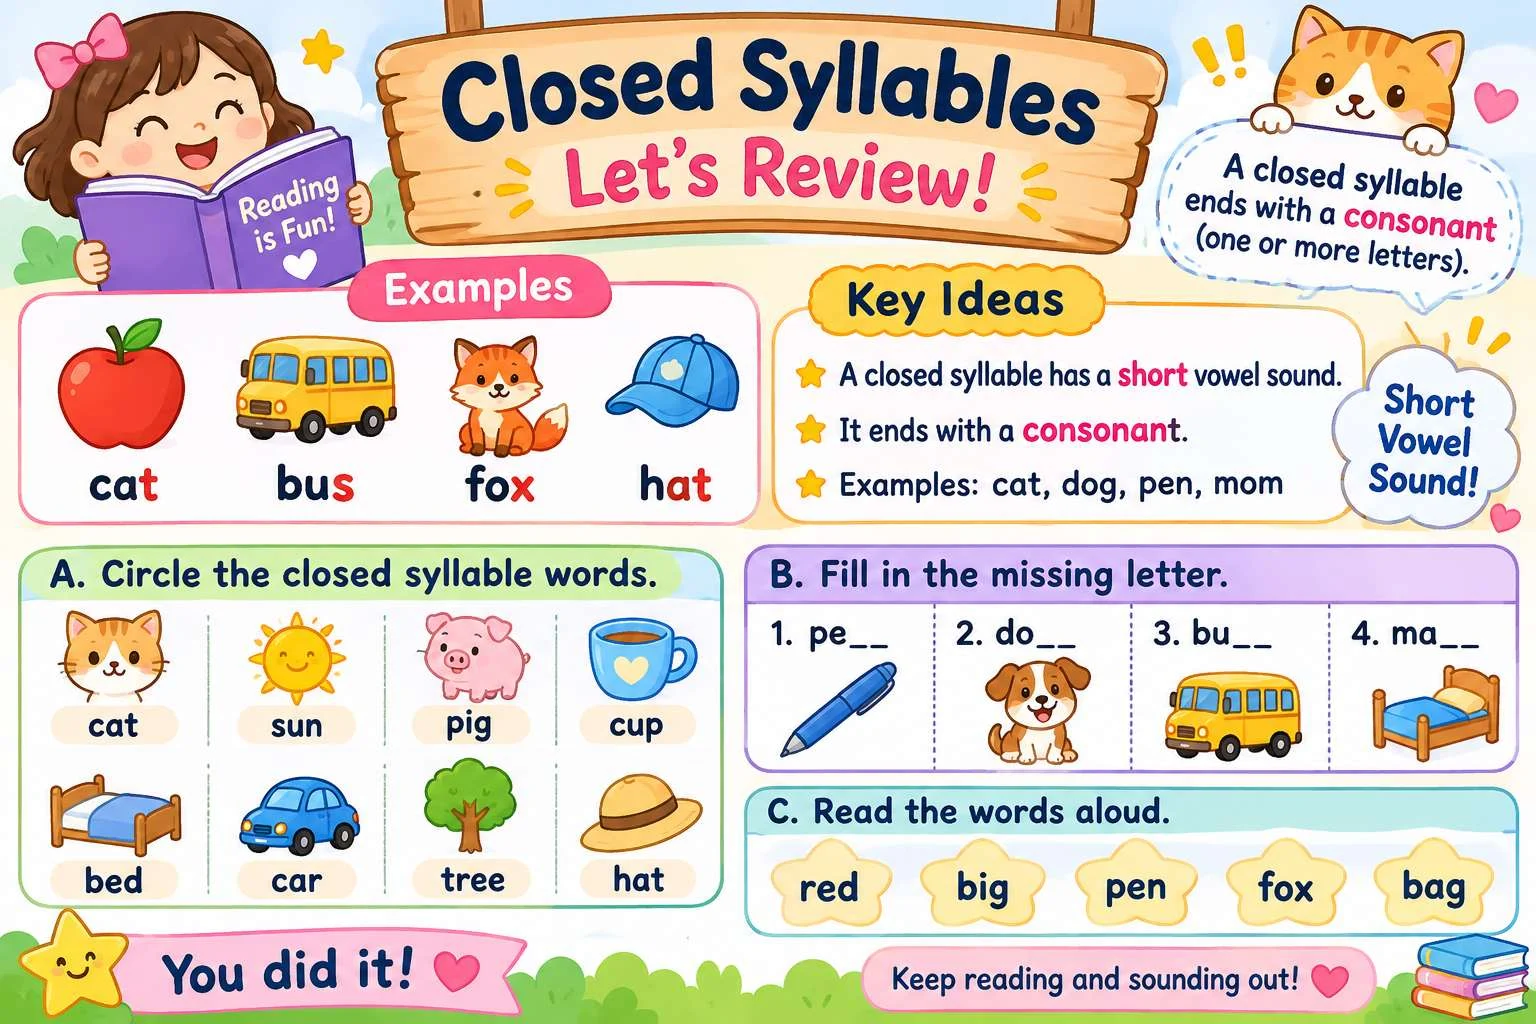 Closed Syllables
Let's Review!
Reading
is Fun!
A closed syllable
ends with a consonant
(one or more letters).
Examples
cat
bus
fox
hat
Key Ideas
A closed syllable has a short vowel sound.
It ends with a consonant.
Examples: cat, dog, pen, mom
Short
Vowel
Sound!
A. Circle the closed syllable words.
cat
sun
pig
cup
bed
car
tree
hat
B. Fill in the missing letter.
1. pe__
2. do__
3. bu__
4. ma__
C. Read the words aloud.
red
big
pen
fox
bag
You did it!
Keep reading and sounding out!